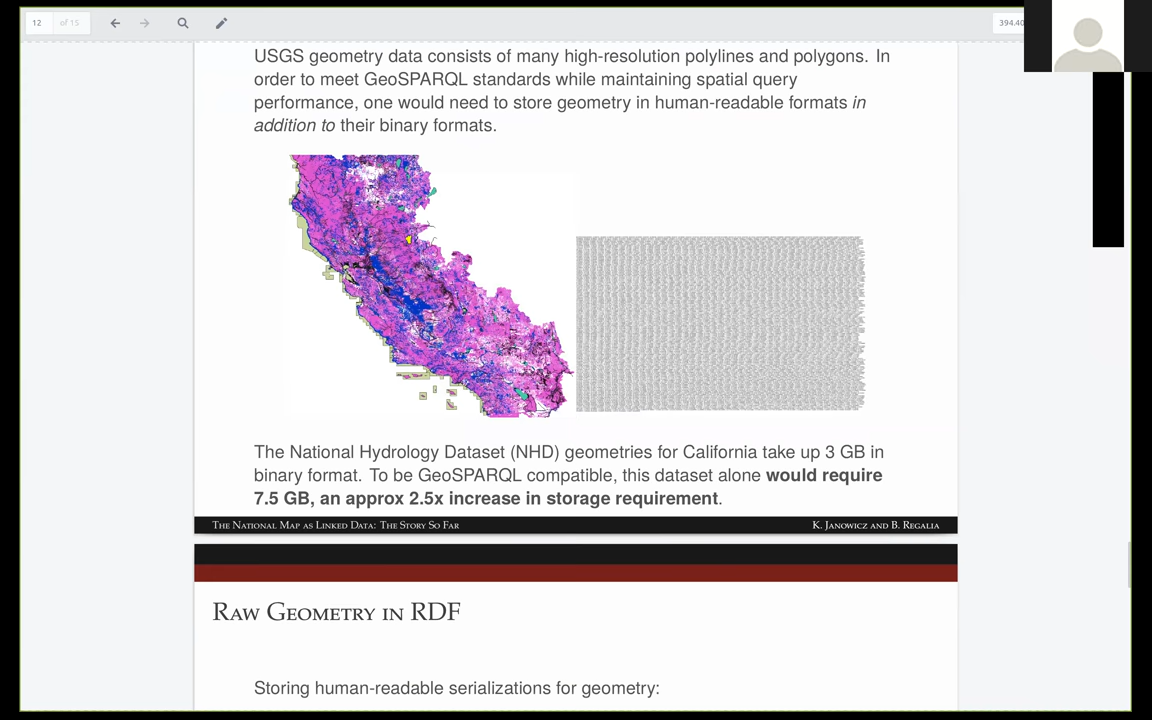 12 of 15
394.40
USGS geometry data consists of many high-resolution polylines and polygons. In
order to meet GeoSPARQL standards while maintaining spatial query
performance, one would need to store geometry in human-readable formats in
addition to their binary formats.
The National Hydrology Dataset (NHD) geometries for California take up 3 GB in
binary format. To be GeoSPARQL compatible, this dataset alone would require
7.5 GB, an approx 2.5x increase in storage requirement.
The National Map as Linked Data: The Story So Far K. Janowicz and B. Regalia
Raw Geometry in RDF
Storing human-readable serializations for geometry: